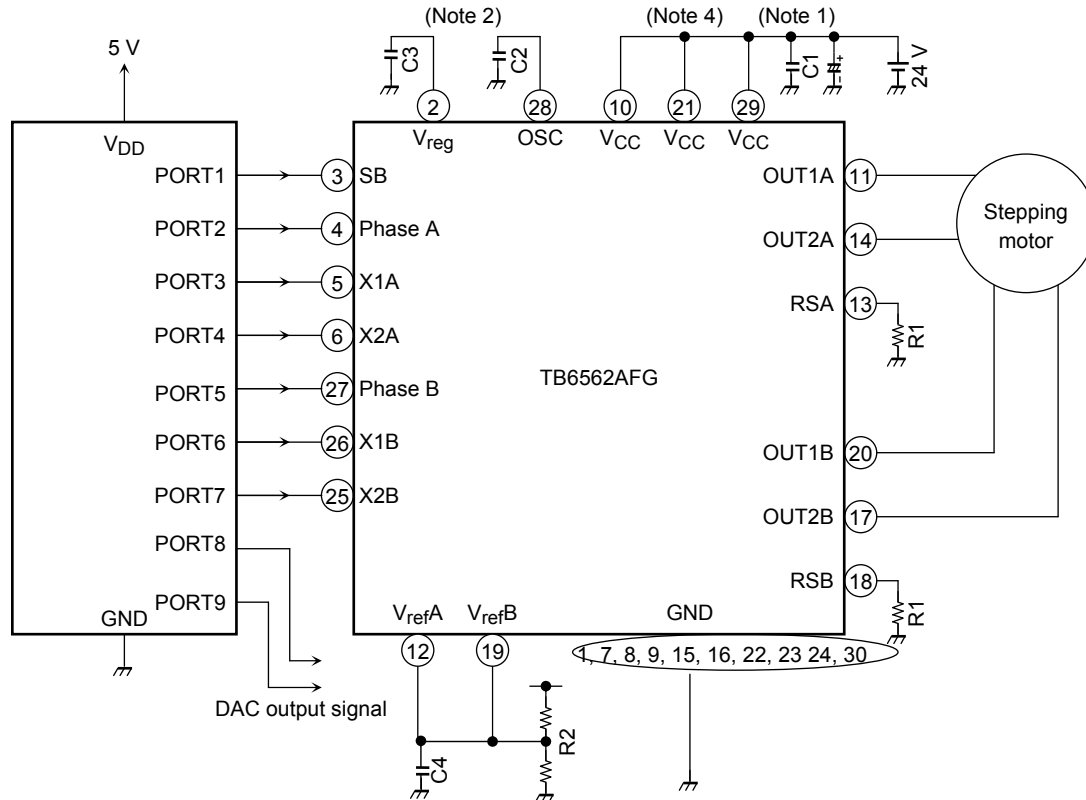 (Note 2)
(Note 4)
(Note 1)
5 V
C3
C2
C1
- +
24 V
2
28
10
21
29
VDD
Vreg
OSC
VCC
VCC
VCC
PORT1
3
SB
OUT1A
11
PORT2
4
Phase A
OUT2A
14
Stepping
motor
PORT3
5
X1A
RSA
13
R1
PORT4
6
X2A
TB6562AFG
PORT5
27
Phase B
PORT6
26
X1B
OUT1B
20
PORT7
25
X2B
OUT2B
17
PORT8
RSB
18
R1
PORT9
GND
VrefA
VrefB
GND
12
19
1, 7, 8, 9, 15, 16, 22, 23 24, 30
DAC output signal
R2
C4